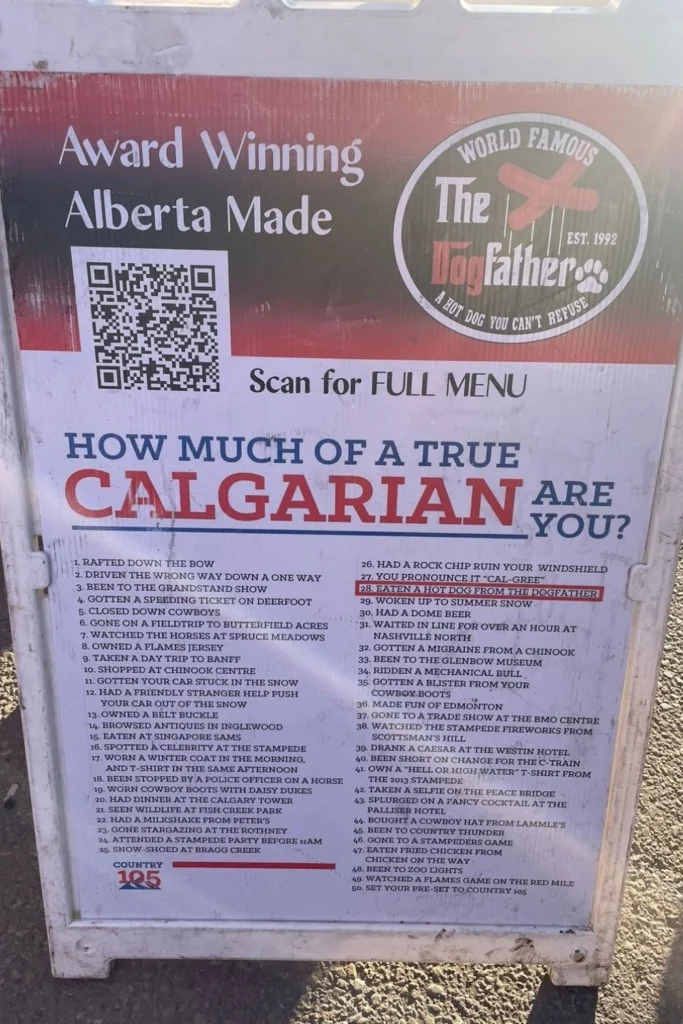 Award Winning
Alberta Made
WORLD FAMOUS
The
Dogfather
EST. 1992
A HOT DOG YOU CAN'T REFUSE
Scan for FULL MENU
HOW MUCH OF A TRUE
CALGARIAN ARE
YOU?
1. RAFTED DOWN THE BOW
2. DRIVEN THE WRONG WAY DOWN A ONE WAY
3. BEEN TO THE GRANDSTAND SHOW
4. GOTTEN A SPEEDING TICKET ON DEERFOOT
5. CLOSED DOWN COWBOYS
6. GONE ON A FIELDTRIP TO BUTTERFIELD ACRES
7. WATCHED THE HORSES AT SPRUCE MEADOWS
8. OWNED A FLAMES JERSEY
9. TAKEN A DAY TRIP TO BANFF
10. SHOPPED AT CHINOOK CENTRE
11. GOTTEN YOUR CAR STUCK IN THE SNOW
12. HAD A FRIENDLY STRANGER HELP PUSH
YOUR CAR OUT OF THE SNOW
13. OWNED A BELT BUCKLE
14. BROWSED ANTIQUES IN INGLEWOOD
15. EATEN AT SINGAPORE SAMS
16. SPOTTED A CELEBRITY AT THE STAMPEDE
17. WORN A WINTER COAT IN THE MORNING,
AND T-SHIRT IN THE SAME AFTERNOON
18. BEEN STOPPED BY A POLICE OFFICER ON A HORSE
19. WORN COWBOY BOOTS WITH DAISY DUKES
20. HAD DINNER AT THE CALGARY TOWER
21. SEEN WILDLIFE AT FISH CREEK PARK
22. HAD A MILKSHAKE FROM PETER'S
23. GONE STARGAZING AT THE ROTHNEY
24. ATTENDED A STAMPEDE PARTY BEFORE 11AM
25. SNOW-SHOED AT BRAGG CREEK
COUNTRY
105
26. HAD A ROCK CHIP RUIN YOUR WINDSHIELD
27. YOU PRONOUNCE IT "CAL-GREE"
28. EATEN A HOT DOG FROM THE DOGFATHER
29. WOKEN UP TO SUMMER SNOW
30. HAD A DOME BEER
31. WAITED IN LINE FOR OVER AN HOUR AT
NASHVILLE NORTH
32. GOTTEN A MIGRAINE FROM A CHINOOK
33. BEEN TO THE GLENBOW MUSEUM
34. RIDDEN A MECHANICAL BULL
35. GOTTEN A BLISTER FROM YOUR
COWBOY BOOTS
36. MADE FUN OF EDMONTON
37. GONE TO A TRADE SHOW AT THE BMO CENTRE
38. WATCHED THE STAMPEDE FIREWORKS FROM
SCOTTSMAN'S HILL
39. DRANK A CAESAR AT THE WESTIN HOTEL
40. BEEN SHORT ON CHANGE FOR THE C-TRAIN
41. OWN A "HELL OR HIGH WATER" T-SHIRT FROM
THE 2013 STAMPEDE
42. TAKEN A SELFIE ON THE PEACE BRIDGE
43. SPLURGED ON A FANCY COCKTAIL AT THE
PALLISER HOTEL
44. BOUGHT A COWBOY HAT FROM LAMMLE'S
45. BEEN TO COUNTRY THUNDER
46. GONE TO A STAMPEDERS GAME
47. EATEN FRIED CHICKEN FROM
CHICKEN ON THE WAY
48. BEEN TO ZOO LIGHTS
49. WATCHED A FLAMES GAME ON THE RED MILE
50. SET YOUR PRE-SET TO COUNTRY 105